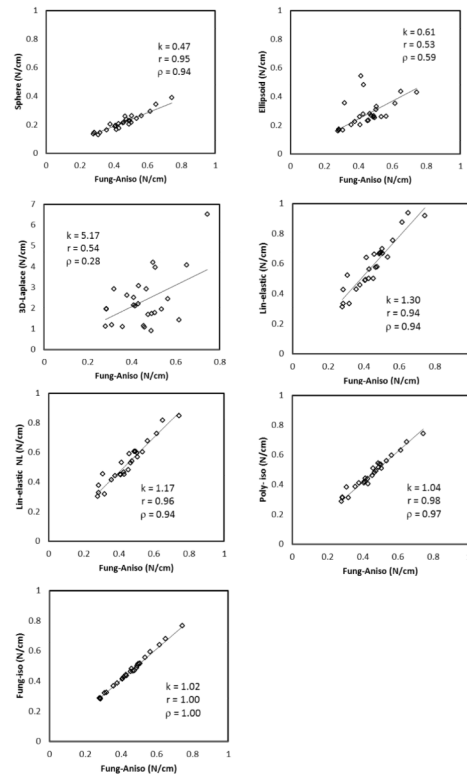 Sphere (N/cm)
1
0.8
0.6
0.4
0.2
0
k = 0.47
r = 0.95
ρ = 0.94
0 0.2 0.4 0.6 0.8 1
Fung-Aniso (N/cm)
Ellipsoid (N/cm)
1
0.8
0.6
0.4
0.2
0
k = 0.61
r = 0.53
ρ = 0.59
0 0.2 0.4 0.6 0.8 1
Fung-Aniso (N/cm)
3D-Laplace (N/cm)
7
6
5
4
3
2
1
0
k = 5.17
r = 0.54
ρ = 0.28
0 0.2 0.4 0.6 0.8
Fung-Aniso (N/cm)
Lin-elastic (N/cm)
1
0.8
0.6
0.4
0.2
0
k = 1.30
r = 0.94
ρ = 0.94
0 0.2 0.4 0.6 0.8 1
Fung-Aniso (N/cm)
Lin-elastic NL (N/cm)
1
0.8
0.6
0.4
0.2
0
k = 1.17
r = 0.96
ρ = 0.94
0 0.2 0.4 0.6 0.8 1
Fung-Aniso (N/cm)
Poly- iso (N/cm)
1
0.8
0.6
0.4
0.2
0
k = 1.04
r = 0.98
ρ = 0.97
0 0.2 0.4 0.6 0.8 1
Fung-Aniso (N/cm)
Fung-iso (N/cm)
1
0.8
0.6
0.4
0.2
0
k = 1.02
r = 1.00
ρ = 1.00
0 0.2 0.4 0.6 0.8 1
Fung-Aniso (N/cm)